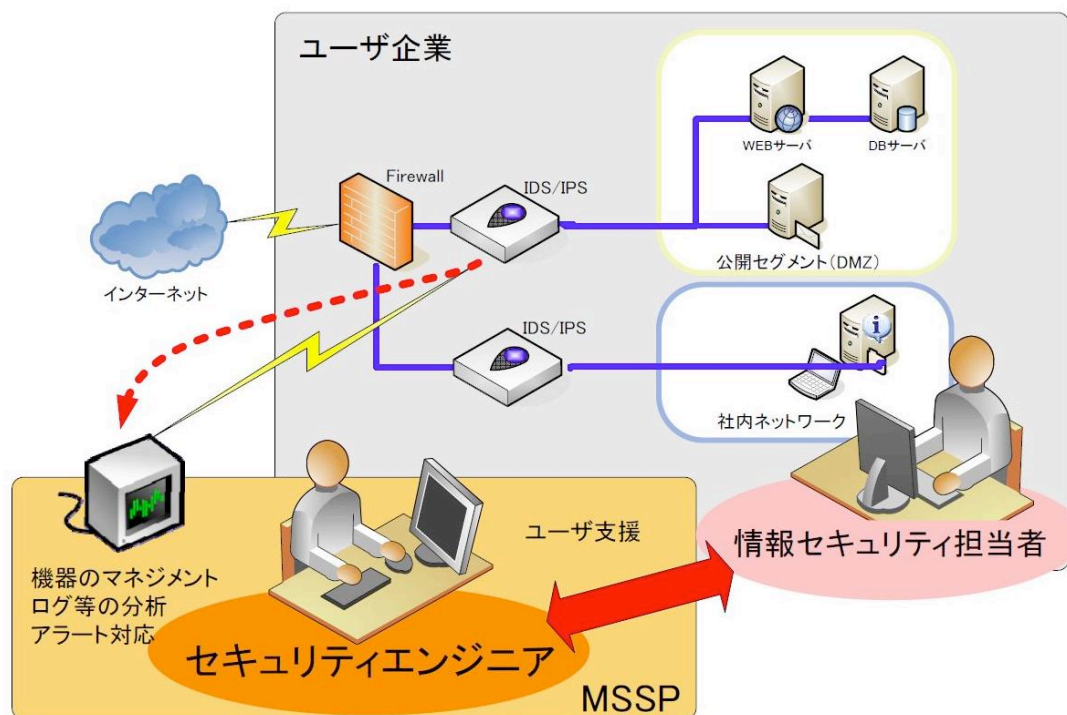 ユーザ企業
WEBサーバ
DBサーバ
Firewall
IDS/IPS
公開セグメント(DMZ)
インターネット
IDS/IPS
社内ネットワーク
ユーザ支援
情報セキュリティ担当者
機器のマネジメント
ログ等の分析
アラート対応
セキュリティエンジニア
MSSP